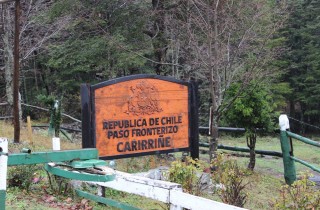 REPUBLICA DE CHILE
PASO FRONTERIZO
CARIRRIÑE